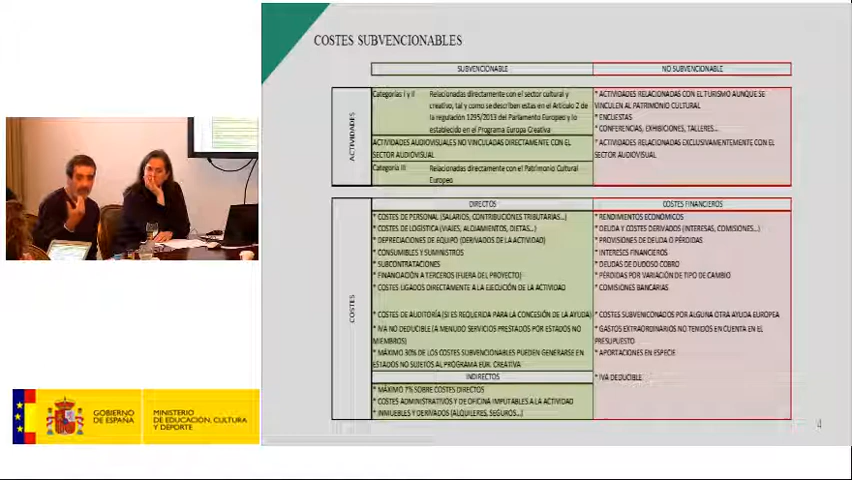 COSTES SUBVENCIONABLES
SUBVENCIONABLE
NO SUBVENCIONABLE
ACTIVIDADES
Categorías I y II
Relacionadas directamente con el sector cultural y
creativo, tal y como se describen estas en el Artículo 2 de
la regulación 1295/2013 del Parlamento Europeo y lo
establecido en el Programa Europa Creativa
ACTIVIDADES AUDIOVISUALES NO VINCULADAS DIRECTAMENTE CON EL
SECTOR AUDIOVISUAL
Categoría III
Relacionadas directamente con el Patrimonio Cultural
Europeo
* ACTIVIDADES RELACIONADAS CON EL TURISMO AUNQUE SE
VINCULEN AL PATRIMONIO CULTURAL
* ENCUESTAS
* CONFERENCIAS, EXHIBICIONES, TALLERES...
* ACTIVIDADES RELACIONADAS EXCLUSIVAMENTEMENTE CON EL
SECTOR AUDIOVISUAL
COSTES
DIRECTOS
* COSTES DE PERSONAL (SALARIOS, CONTRIBUCIONES TRIBUTARIAS...)
* COSTES DE LOGÍSTICA (VIAJES, ALOJAMIENTOS, DIETAS...)
* DEPRECIACIONES DE EQUIPO (DERIVADOS DE LA ACTIVIDAD)
* CONSUMIBLES Y SUMINISTROS
* SUBCONTRATACIONES
* FINANCIACIÓN A TERCEROS (FUERA DEL PROYECTO)
* COSTES LIGADOS DIRECTAMENTE A LA EJECUCIÓN DE LA ACTIVIDAD
* COSTES DE AUDITORÍA (SI ES REQUERIDA PARA LA CONCESIÓN DE LA AYUDA)
* IVA NO DEDUCIBLE (A MENUDO SERVICIOS PRESTADOS POR ESTADOS NO
MIEMBROS)
* MÁXIMO 30% DE LOS COSTES SUBVENCIONABLES PUEDEN GENERARSE EN
ESTADOS NO SUJETOS AL PROGRAMA EUR. CREATIVA
INDIRECTOS
* MÁXIMO 7% SOBRE COSTES DIRECTOS
* COSTES ADMINISTRATIVOS Y DE OFICINA IMPUTABLES A LA ACTIVIDAD
* INMUEBLES Y DERIVADOS (ALQUILERES, SEGUROS...)
COSTES FINANCIEROS
* RENDIMIENTOS ECONÓMICOS
* DEUDA Y COSTES DERIVADOS (INTERESES, COMISIONES...)
* PROVISIONES DE DEUDA O PÉRDIDAS
* INTERESES FINANCIEROS
* DEUDAS DE DUDOSO COBRO
* PÉRDIDAS POR VARIACIÓN DE TIPO DE CAMBIO
* COMISIONES BANCARIAS
* COSTES SUBVENICONADOS POR ALGUNA OTRA AYUDA EUROPEA
* GASTOS EXTRAORDINARIOS NO TENIDOS EN CUENTA EN EL
PRESUPUESTO
* APORTACIONES EN ESPECIE
* IVA DEDUCIBLE
4
GOBIERNO
DE ESPAÑA
MINISTERIO
DE EDUCACIÓN, CULTURA
Y DEPORTE